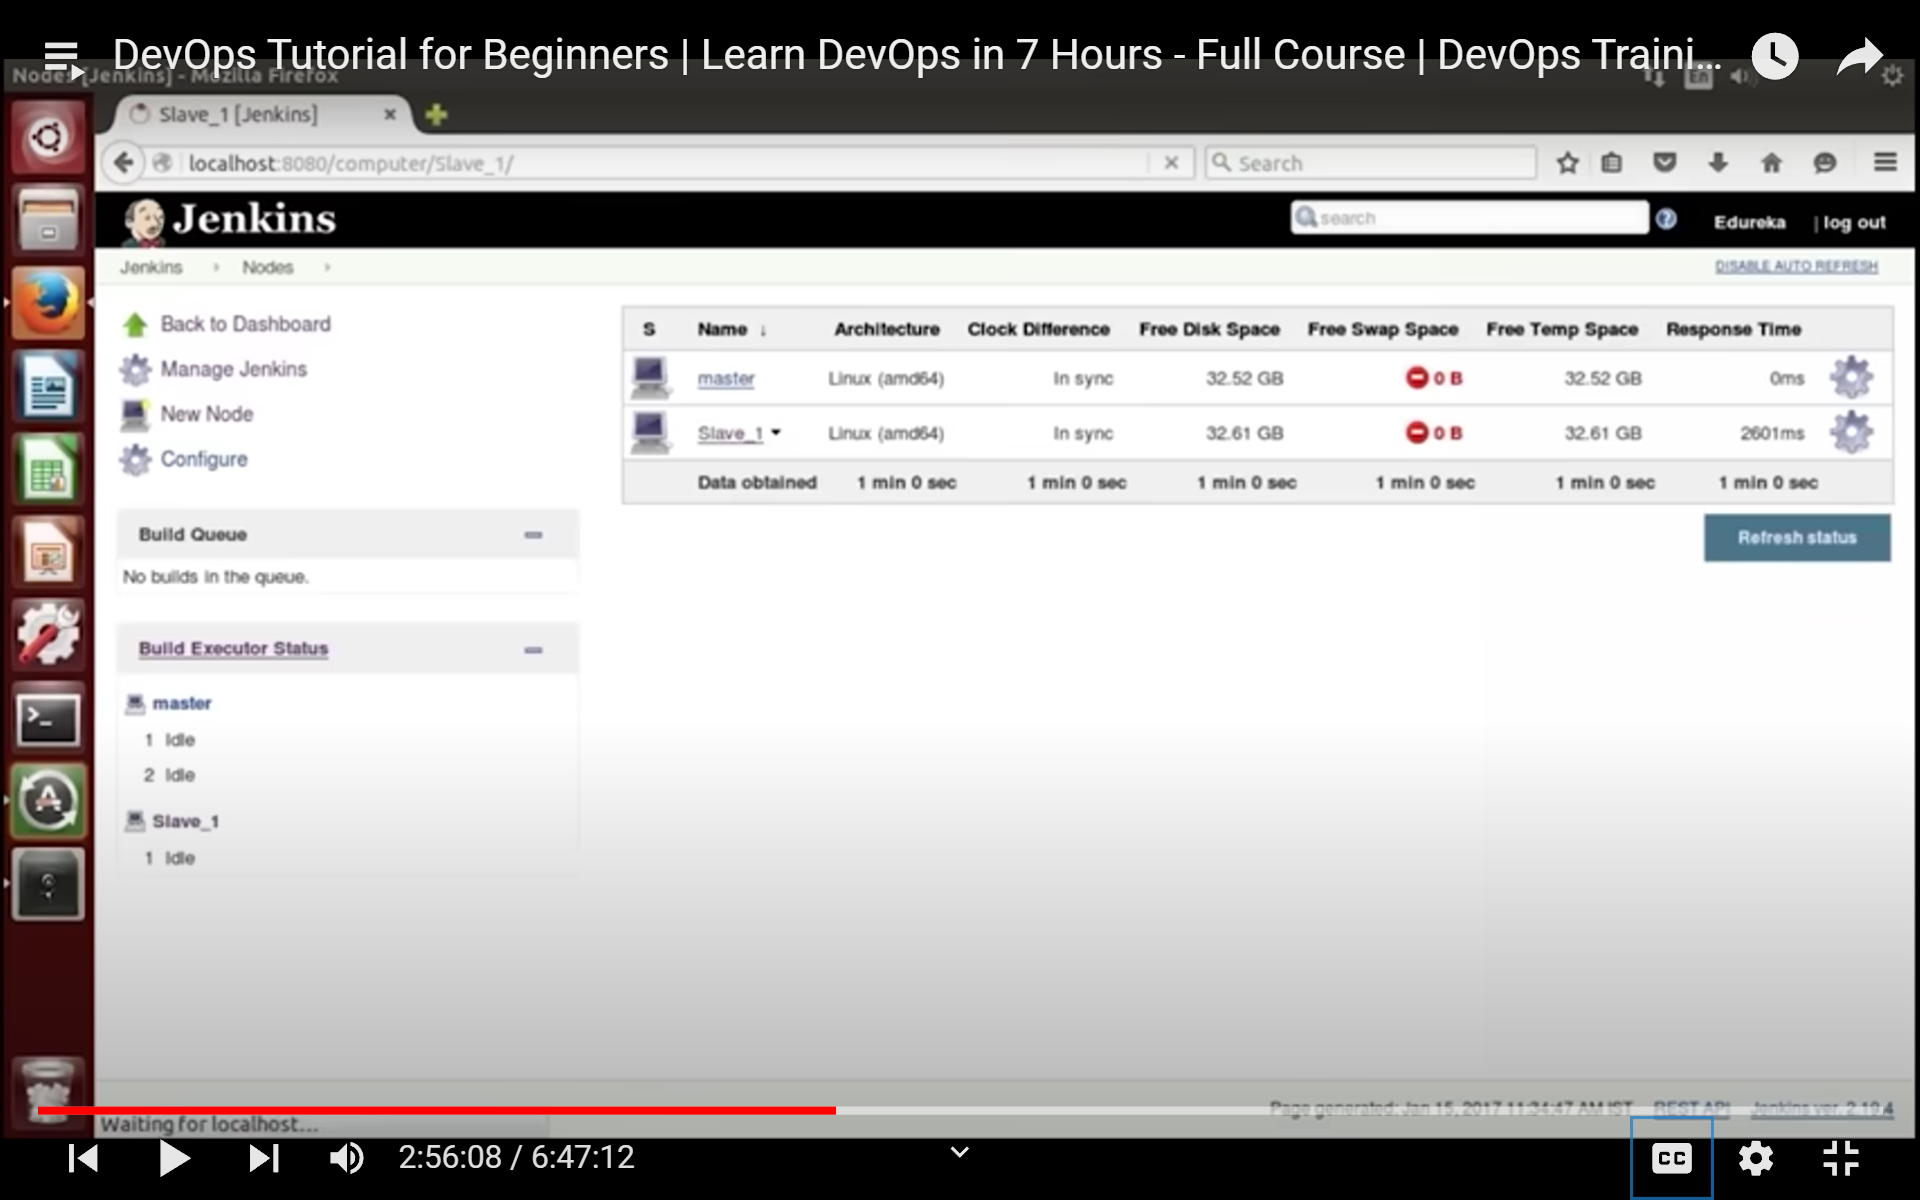 DevOps Tutorial for Beginners | Learn DevOps in 7 Hours - Full Course | DevOps Traini...
Nodes [Jenkins] - Mozilla Firefox
En
Slave_1 [Jenkins]
localhost:8080/computer/Slave_1/
Search
Jenkins
search
Edureka
| log out
Jenkins
Nodes
DISABLE AUTO REFRESH
Back to Dashboard
Manage Jenkins
New Node
Configure
S Name ↓ Architecture Clock Difference Free Disk Space Free Swap Space Free Temp Space Response Time
master Linux (amd64) In sync 32.52 GB 0 B 32.52 GB 0ms
Slave_1 Linux (amd64) In sync 32.61 GB 0 B 32.61 GB 2601ms
Data obtained 1 min 0 sec 1 min 0 sec 1 min 0 sec 1 min 0 sec 1 min 0 sec 1 min 0 sec
Refresh status
Build Queue
No builds in the queue.
Build Executor Status
master
1 Idle
2 Idle
Slave_1
1 Idle
Page generated: Jan 15, 2017 11:34:47 AM IST REST API Jenkins ver. 2.19.4
Waiting for localhost...
2:56:08 / 6:47:12
CC